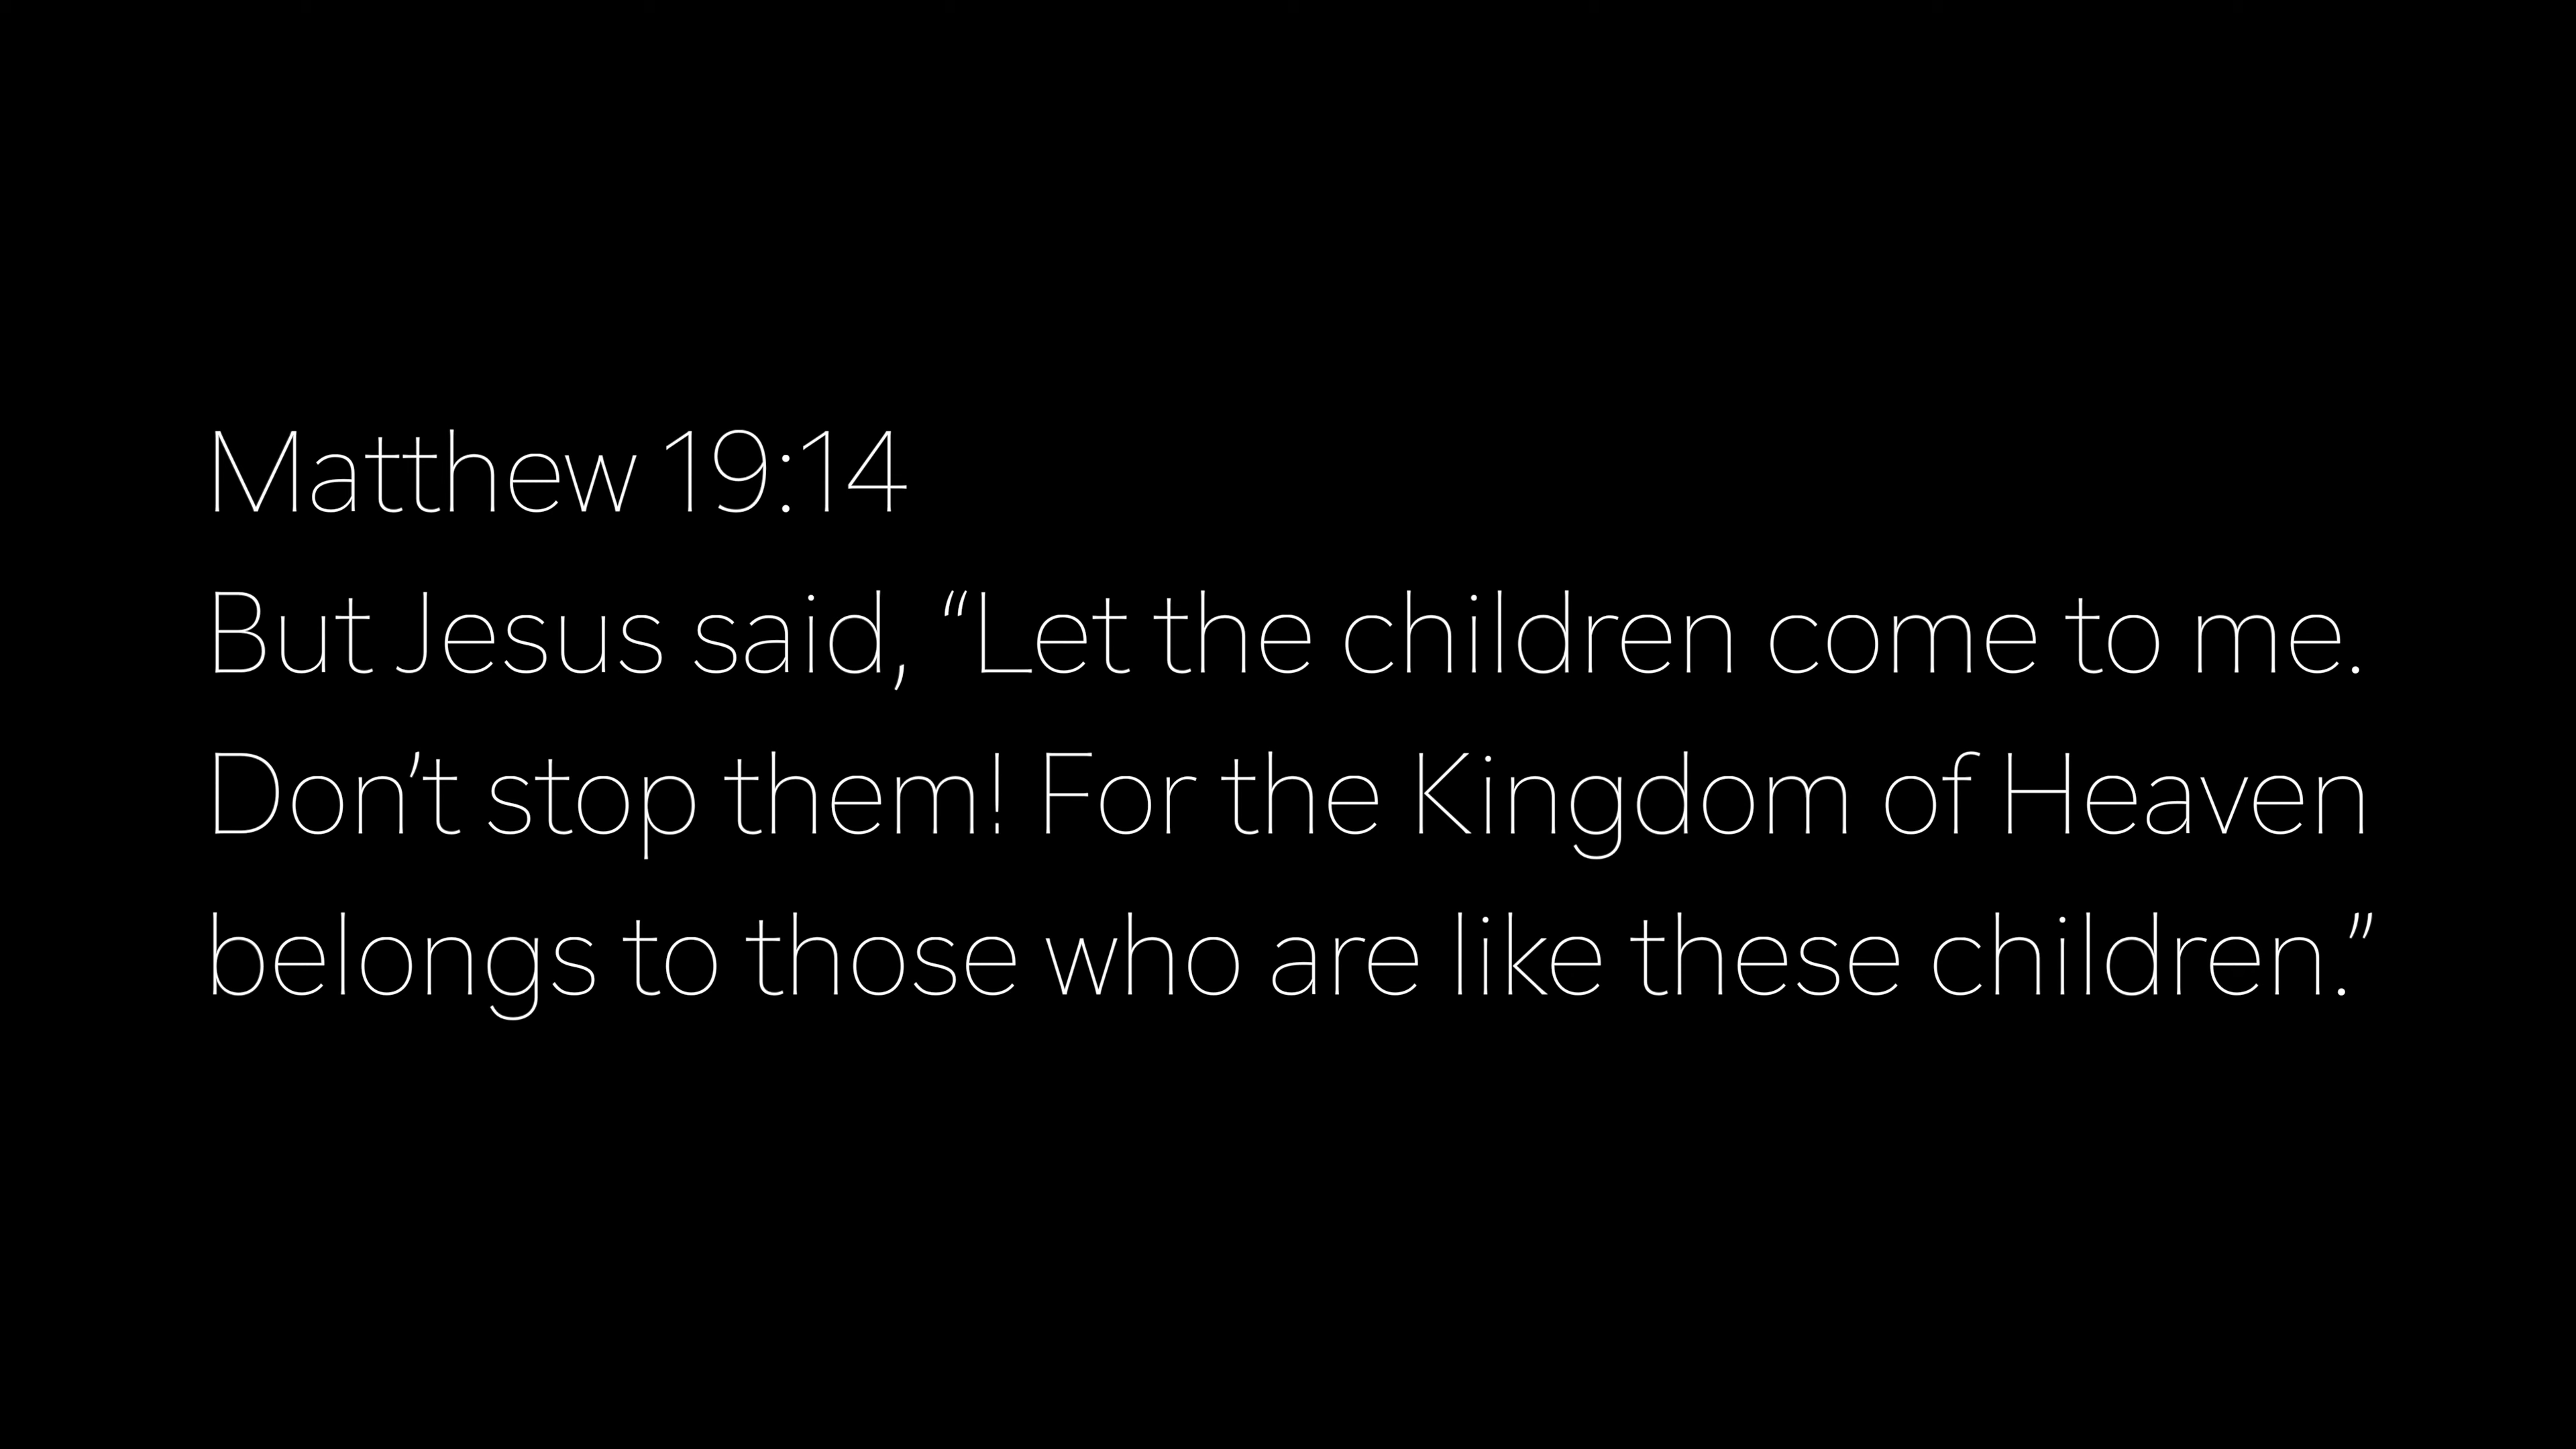 Matthew 19:14
But Jesus said, “Let the children come to me.
Don’t stop them! For the Kingdom of Heaven
belongs to those who are like these children.”